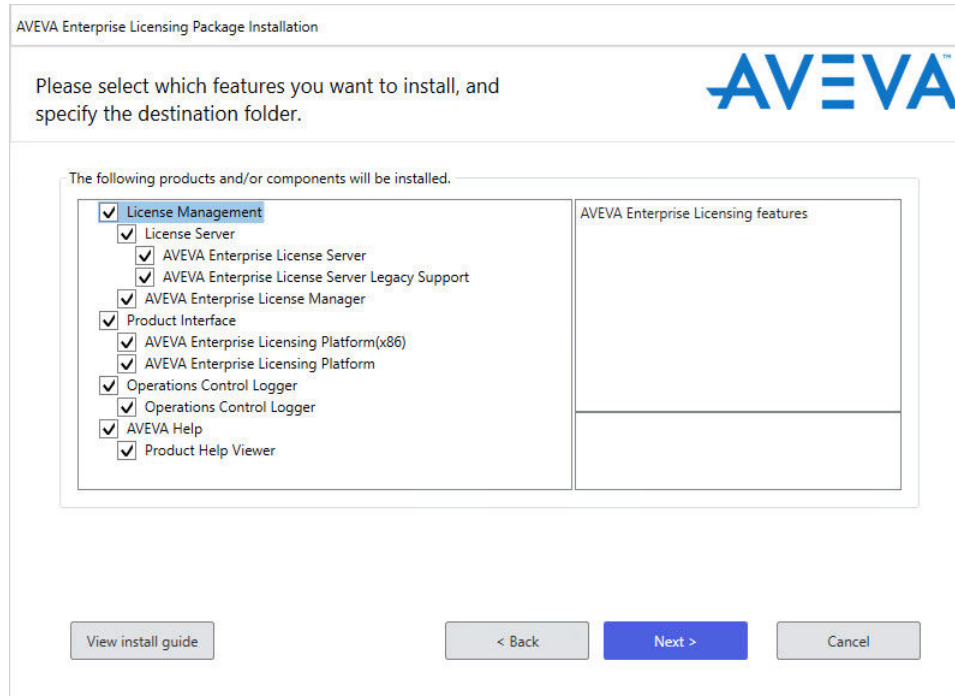 AVEVA Enterprise Licensing Package Installation
Please select which features you want to install, and
specify the destination folder.
AVEVA™
The following products and/or components will be installed.
License Management
License Server
AVEVA Enterprise License Server
AVEVA Enterprise License Server Legacy Support
AVEVA Enterprise License Manager
Product Interface
AVEVA Enterprise Licensing Platform(x86)
AVEVA Enterprise Licensing Platform
Operations Control Logger
Operations Control Logger
AVEVA Help
Product Help Viewer
AVEVA Enterprise Licensing features
View install guide
< Back
Next >
Cancel